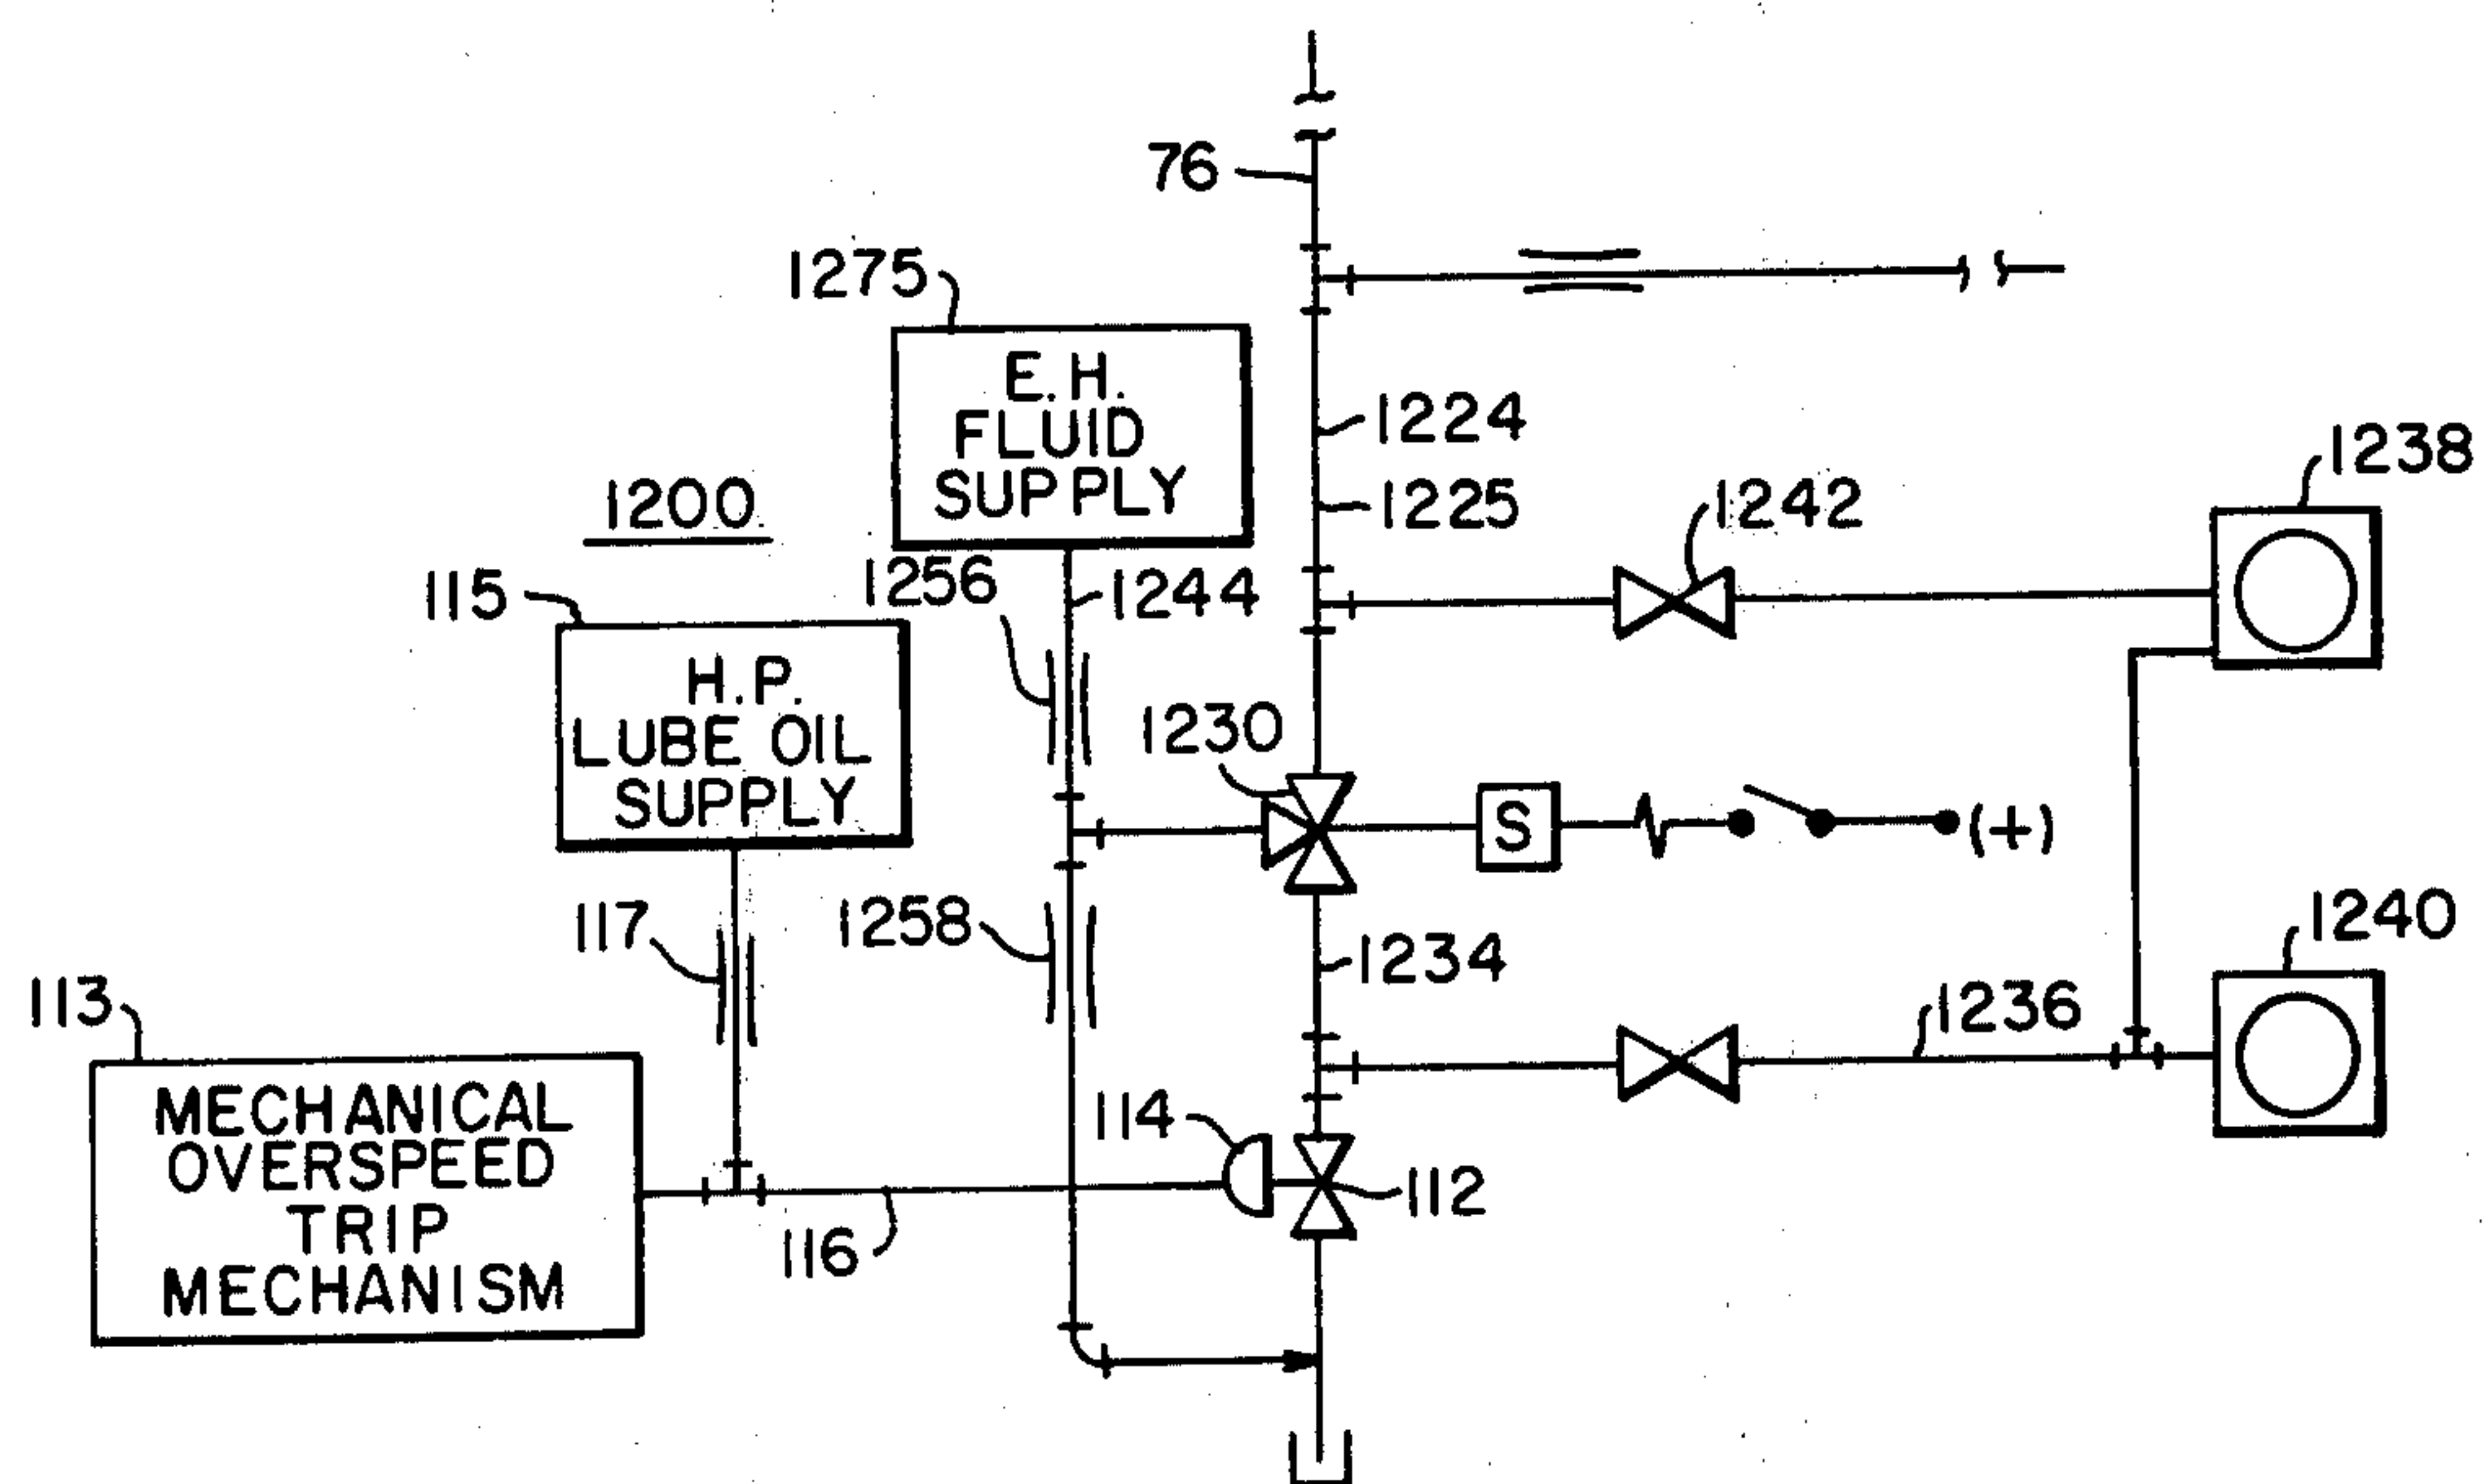 76
1275
E.H.
FLUID
SUPPLY
1224
1238
1200
1225
1242
1256
1244
115
H.P.
LUBE OIL
SUPPLY
1230
S
(+)
117
1258
1234
1240
113
1236
MECHANICAL
OVERSPEED
TRIP
MECHANISM
114
112
116